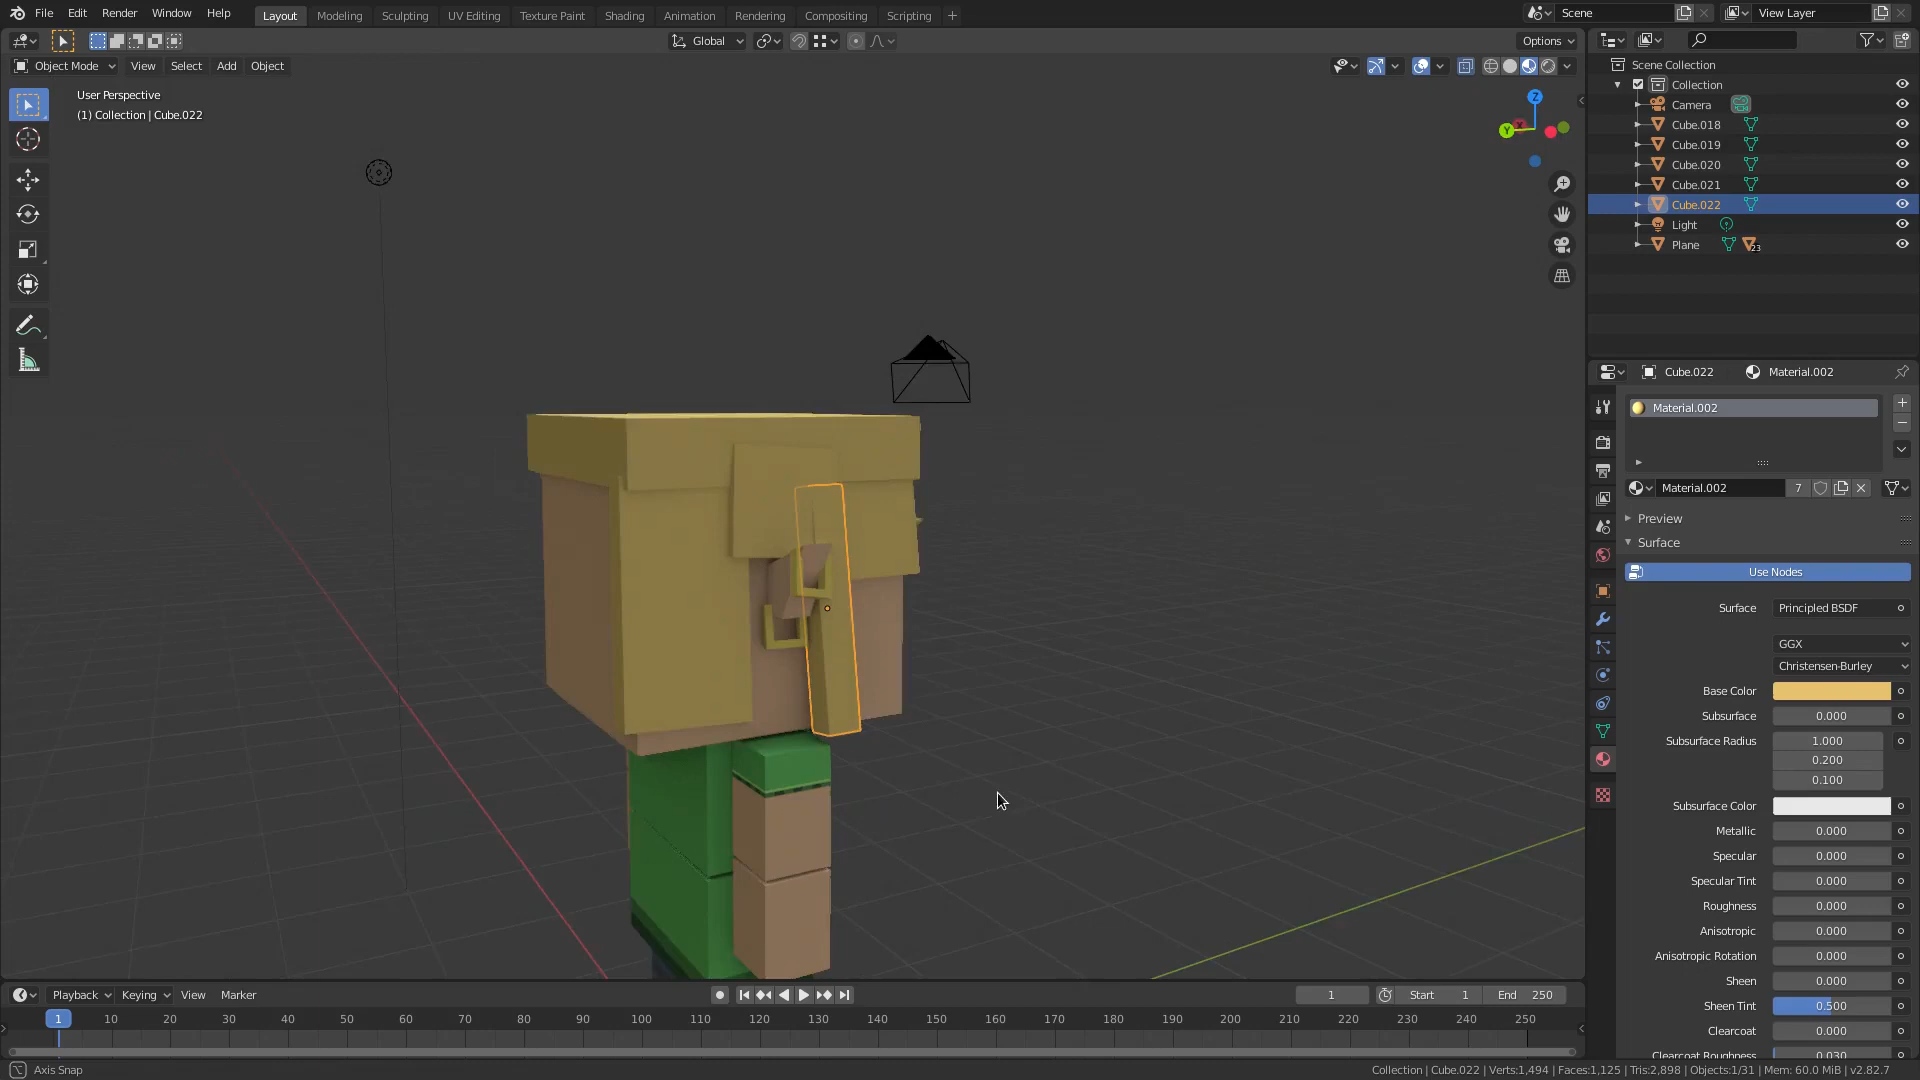 File Edit Render Window Help Layout Modeling Sculpting UV Editing Texture Paint Shading Animation Rendering Compositing Scripting + Scene View Layer
Global Options
Object Mode View Select Add Object
User Perspective
(1) Collection | Cube.022
Z
Y
X
Scene Collection
Collection
Camera
Cube.018
Cube.019
Cube.020
Cube.021
Cube.022
Light
Plane 23
Cube.022 Material.002
Material.002
Material.002 7
Preview
Surface
Use Nodes
Surface Principled BSDF
GGX
Christensen-Burley
Base Color
Subsurface 0.000
Subsurface Radius 1.000
0.200
0.100
Subsurface Color
Metallic 0.000
Specular 0.000
Specular Tint 0.000
Roughness 0.000
Anisotropic 0.000
Anisotropic Rotation 0.000
Sheen 0.000
Sheen Tint 0.500
Clearcoat 0.000
Clearcoat Roughness 0.030
Playback Keying View Marker 1 Start 1 End 250
1 10 20 30 40 50 60 70 80 90 100 110 120 130 140 150 160 170 180 190 200 210 220 230 240 250
Axis Snap Collection | Cube.022 | Verts:1,494 | Faces:1,125 | Tris:2,898 | Objects:1/31 | Mem: 60.0 MiB | v2.82.7